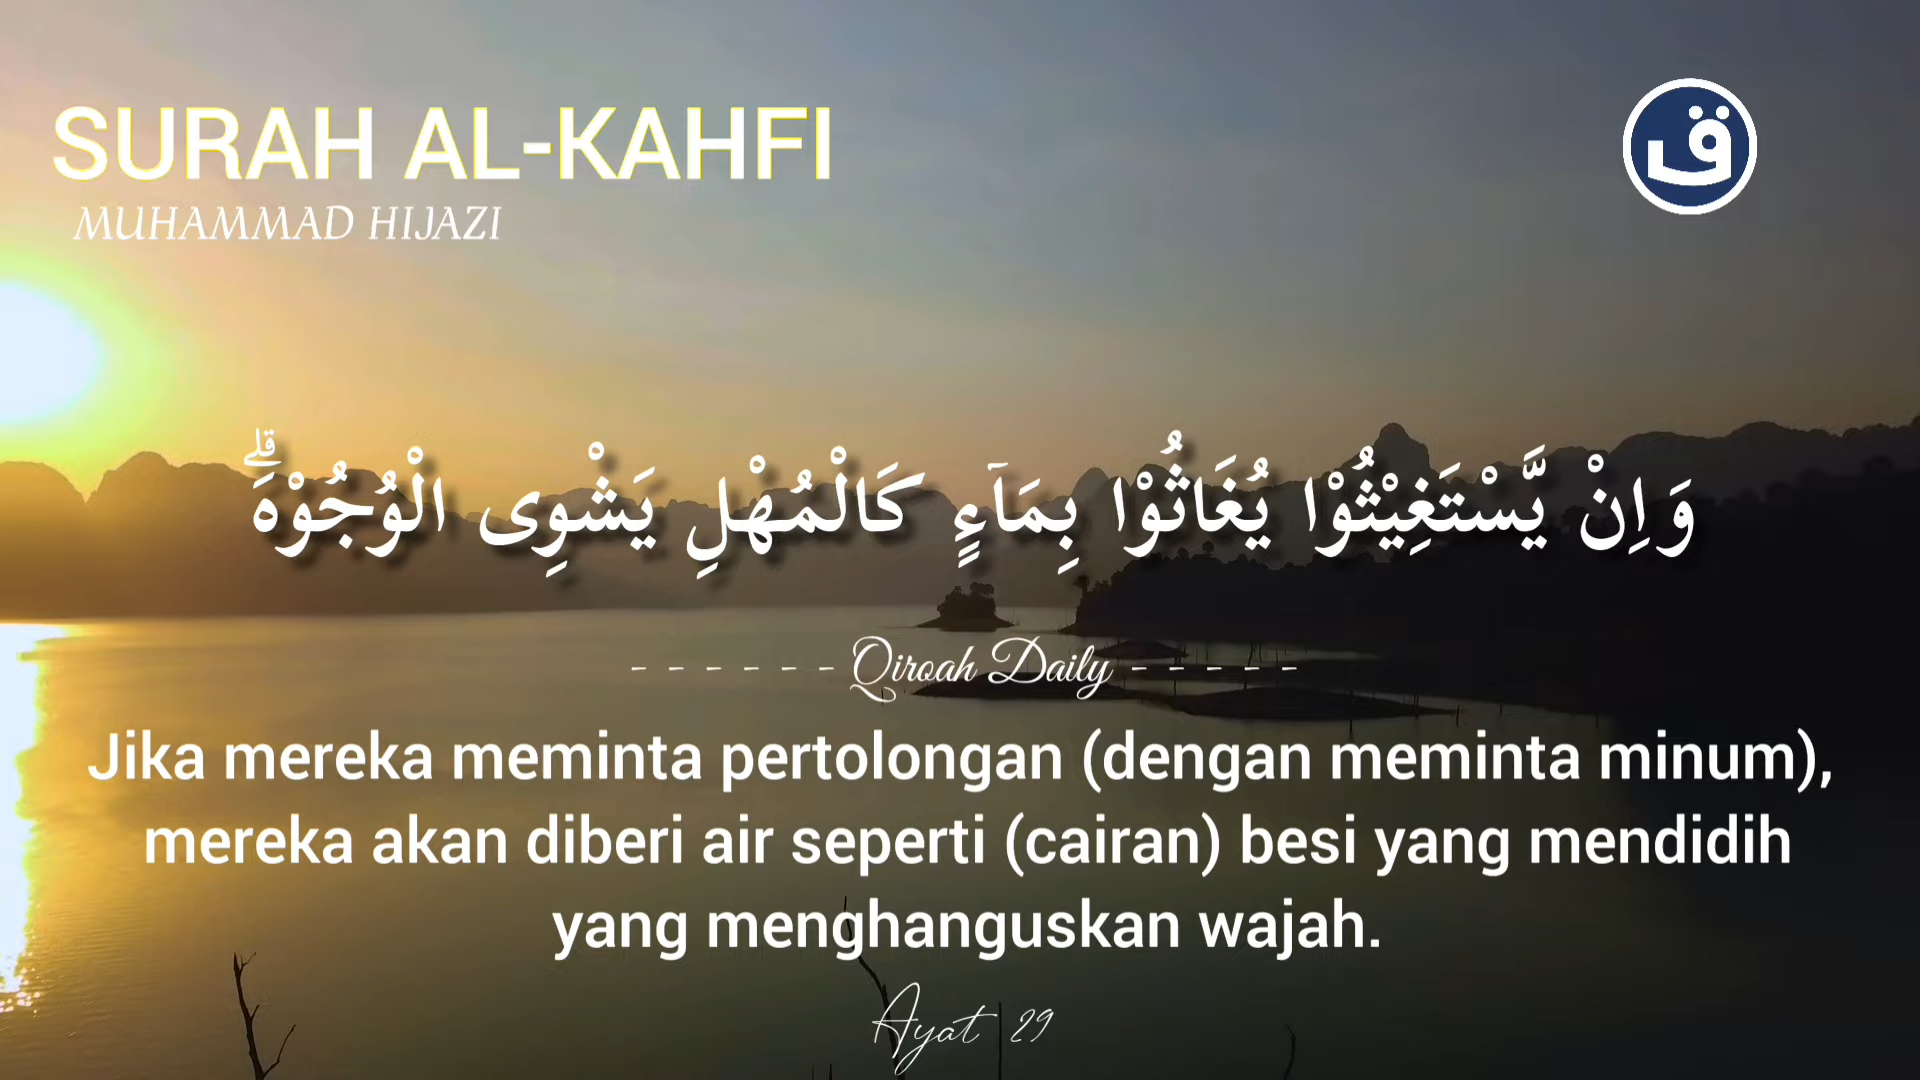 SURAH AL-KAHFI
MUHAMMAD HIJAZI
ق
وَاِنْ يَّسْتَغِيْثُوْا يُغَاثُوْا بِمَاۤءٍ كَالْمُهْلِ يَشْوِى الْوُجُوْهَۗ
- - - - - - Qiroah Daily - - - - -
Jika mereka meminta pertolongan (dengan meminta minum),
mereka akan diberi air seperti (cairan) besi yang mendidih
yang menghanguskan wajah.
Ayat 29